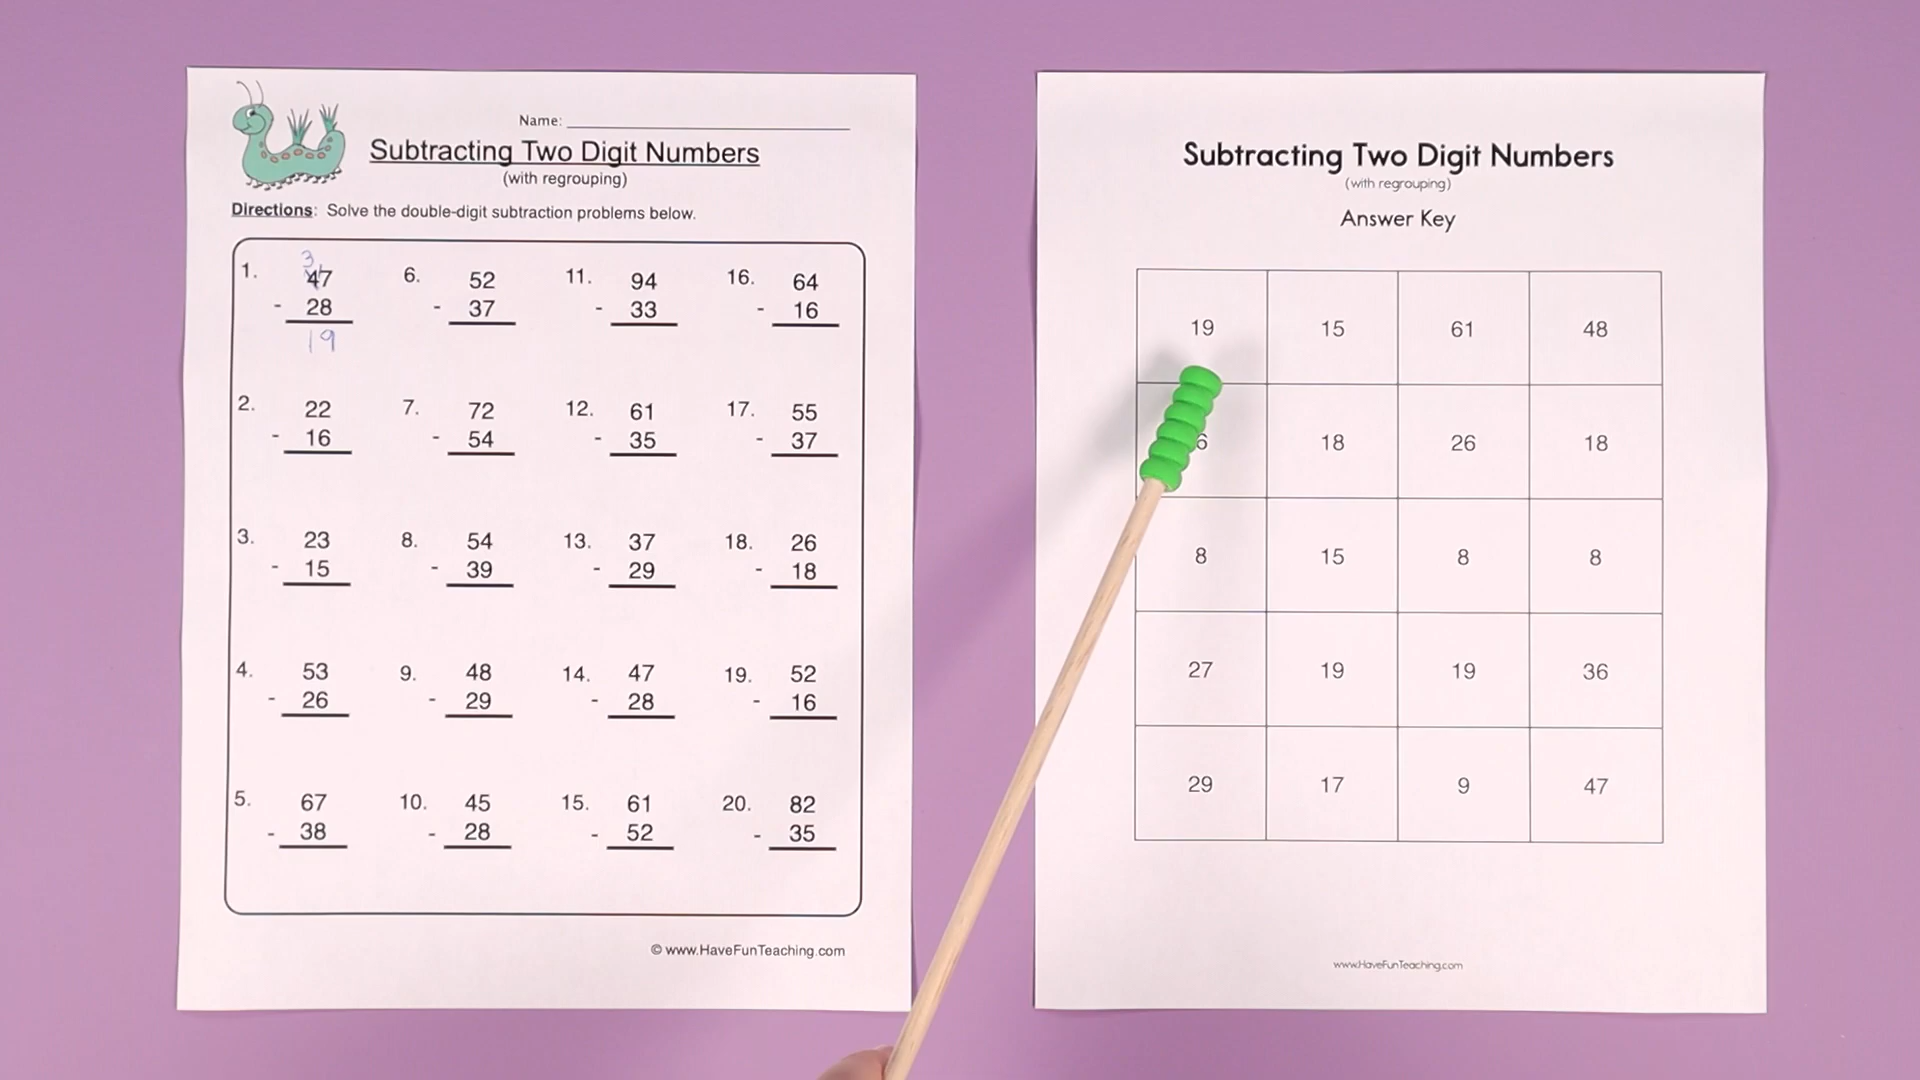 Name:
Subtracting Two Digit Numbers
(with regrouping)
Directions: Solve the double-digit subtraction problems below.
3
1. 47 6. 52 11. 94 16. 64
- 28 - 37 - 33 - 16
19
2. 22 7. 72 12. 61 17. 55
- 16 - 54 - 35 - 37
3. 23 8. 54 13. 37 18. 26
- 15 - 39 - 29 - 18
4. 53 9. 48 14. 47 19. 52
- 26 - 29 - 28 - 16
5. 67 10. 45 15. 61 20. 82
- 38 - 28 - 52 - 35
© www.HaveFunTeaching.com
Subtracting Two Digit Numbers
(with regrouping)
Answer Key
19 15 61 48
6 18 26 18
8 15 8 8
27 19 19 36
29 17 9 47
www.HaveFunTeaching.com